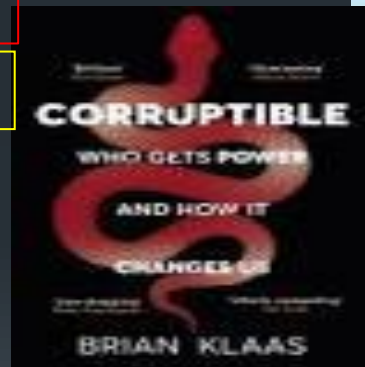 CORRUPTIBLE
WHO GETS POWER
AND HOW IT
CHANGES US
BRIAN KLAAS